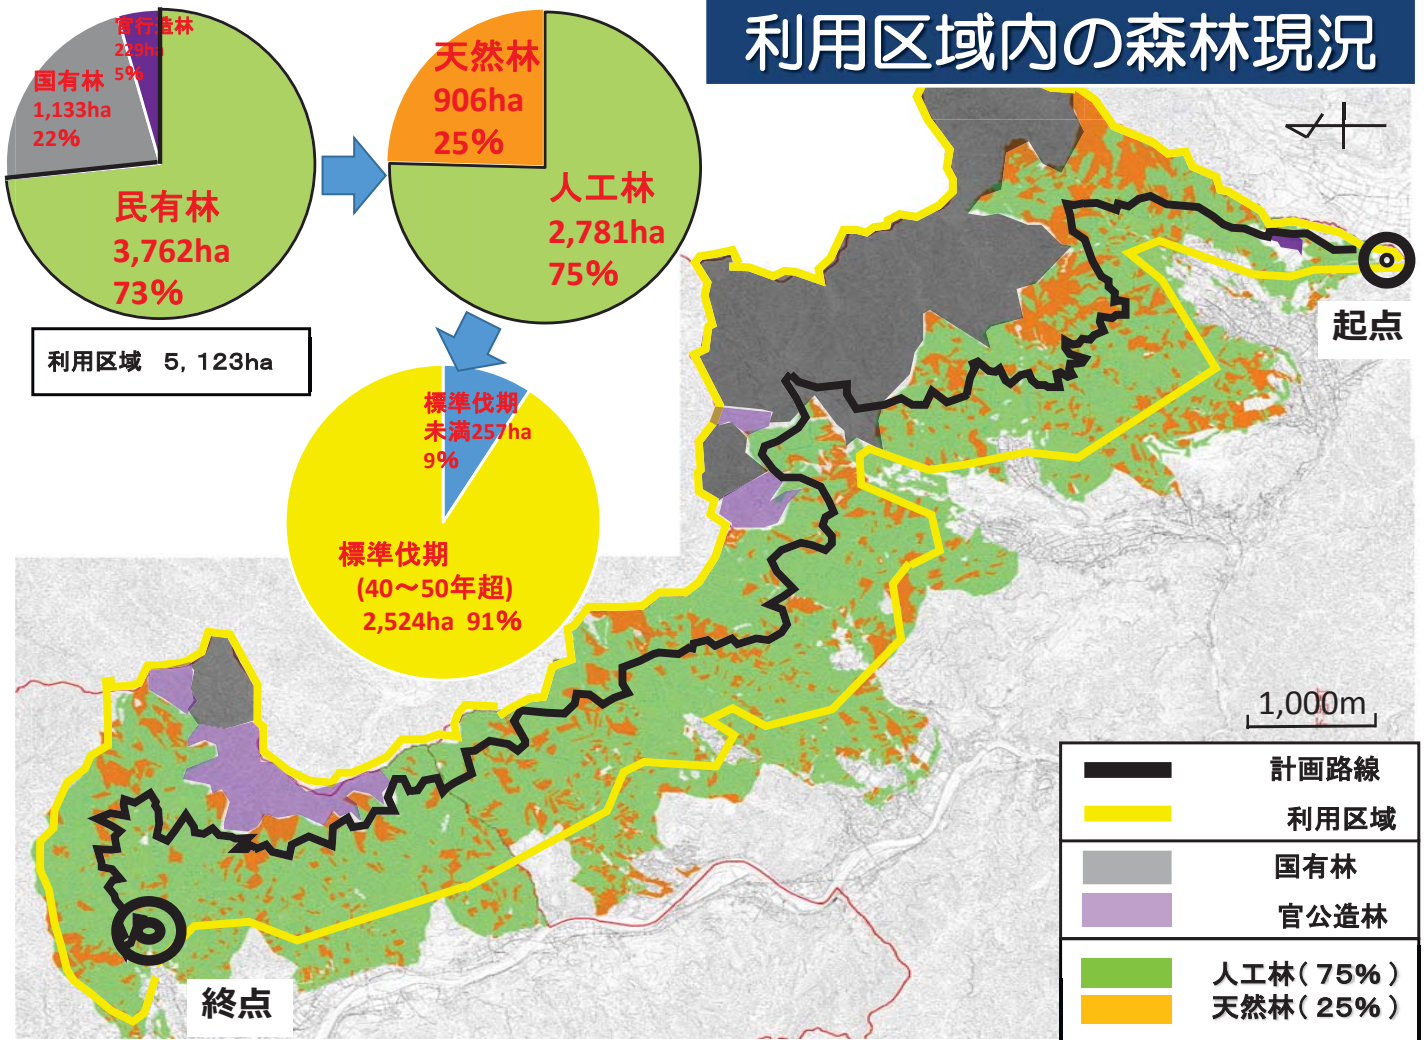 利用区域内の森林現況
官行造林
229ha
5%
国有林
1,133ha
22%
民有林
3,762ha
73%
天然林
906ha
25%
人工林
2,781ha
75%
利用区域　5，123ha
標準伐期
未満257ha
9%
標準伐期
(40～50年超)
2,524ha 91%
起点
終点
1,000m
計画路線
利用区域
国有林
官公造林
人工林（75%）
天然林（25%）